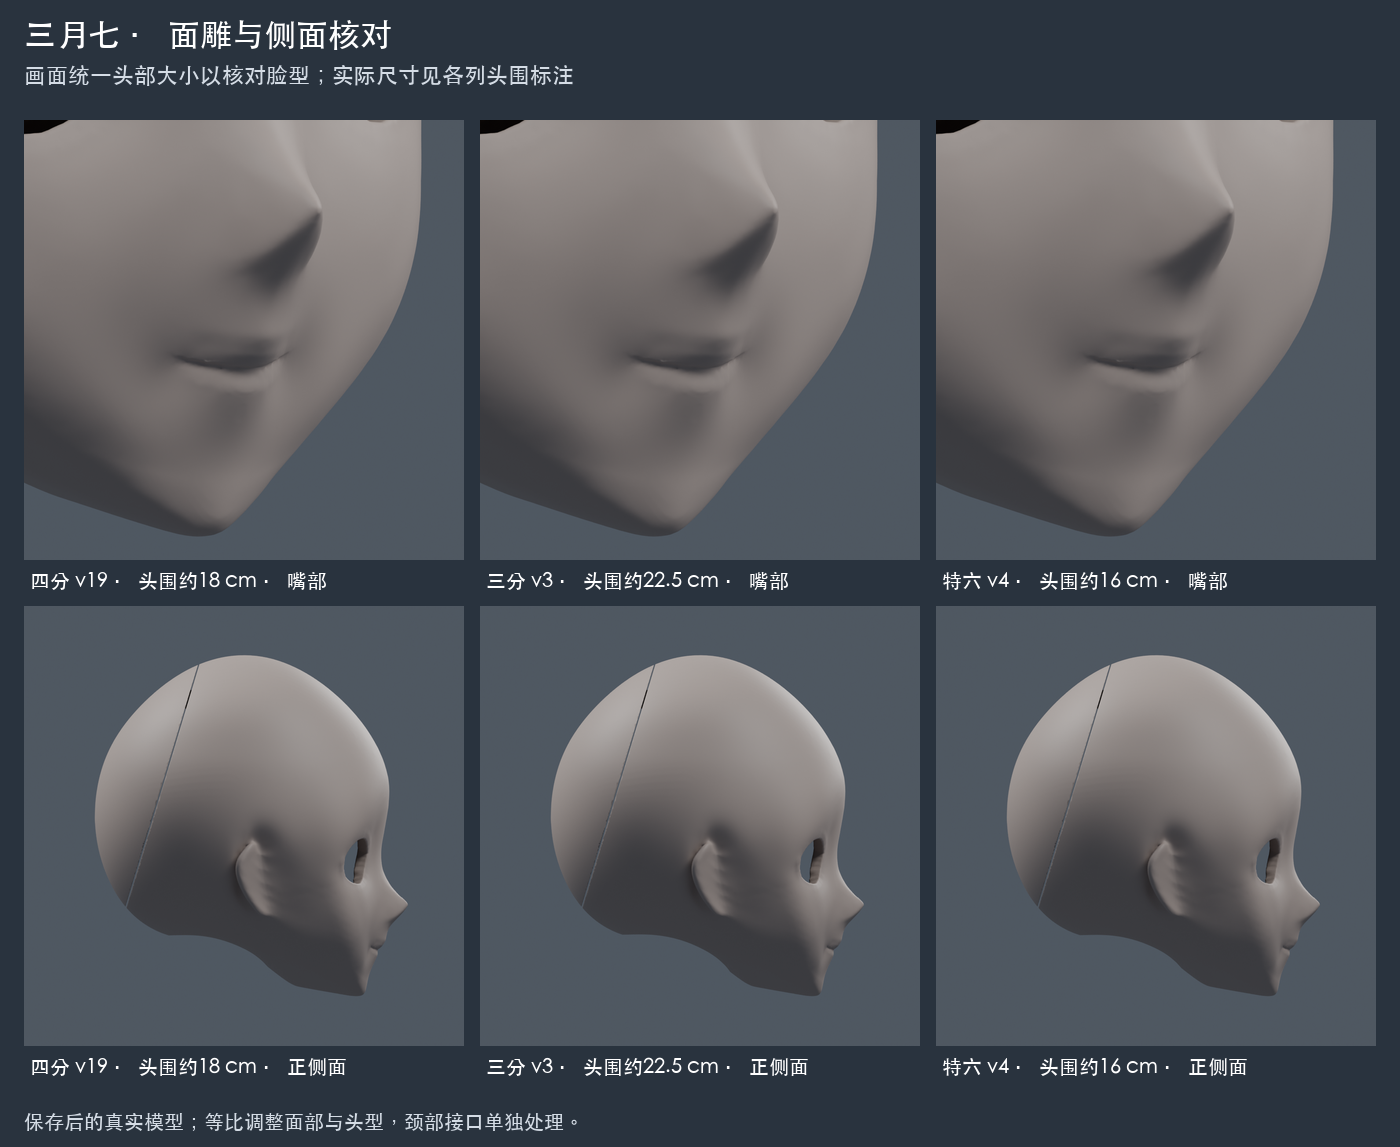 三月七 · 面雕与侧面核对
画面统一头部大小以核对脸型；实际尺寸见各列头围标注
四分 v19 · 头围约18 cm · 嘴部
三分 v3 · 头围约22.5 cm · 嘴部
特六 v4 · 头围约16 cm · 嘴部
四分 v19 · 头围约18 cm · 正侧面
三分 v3 · 头围约22.5 cm · 正侧面
特六 v4 · 头围约16 cm · 正侧面
保存后的真实模型；等比调整面部与头型，颈部接口单独处理。